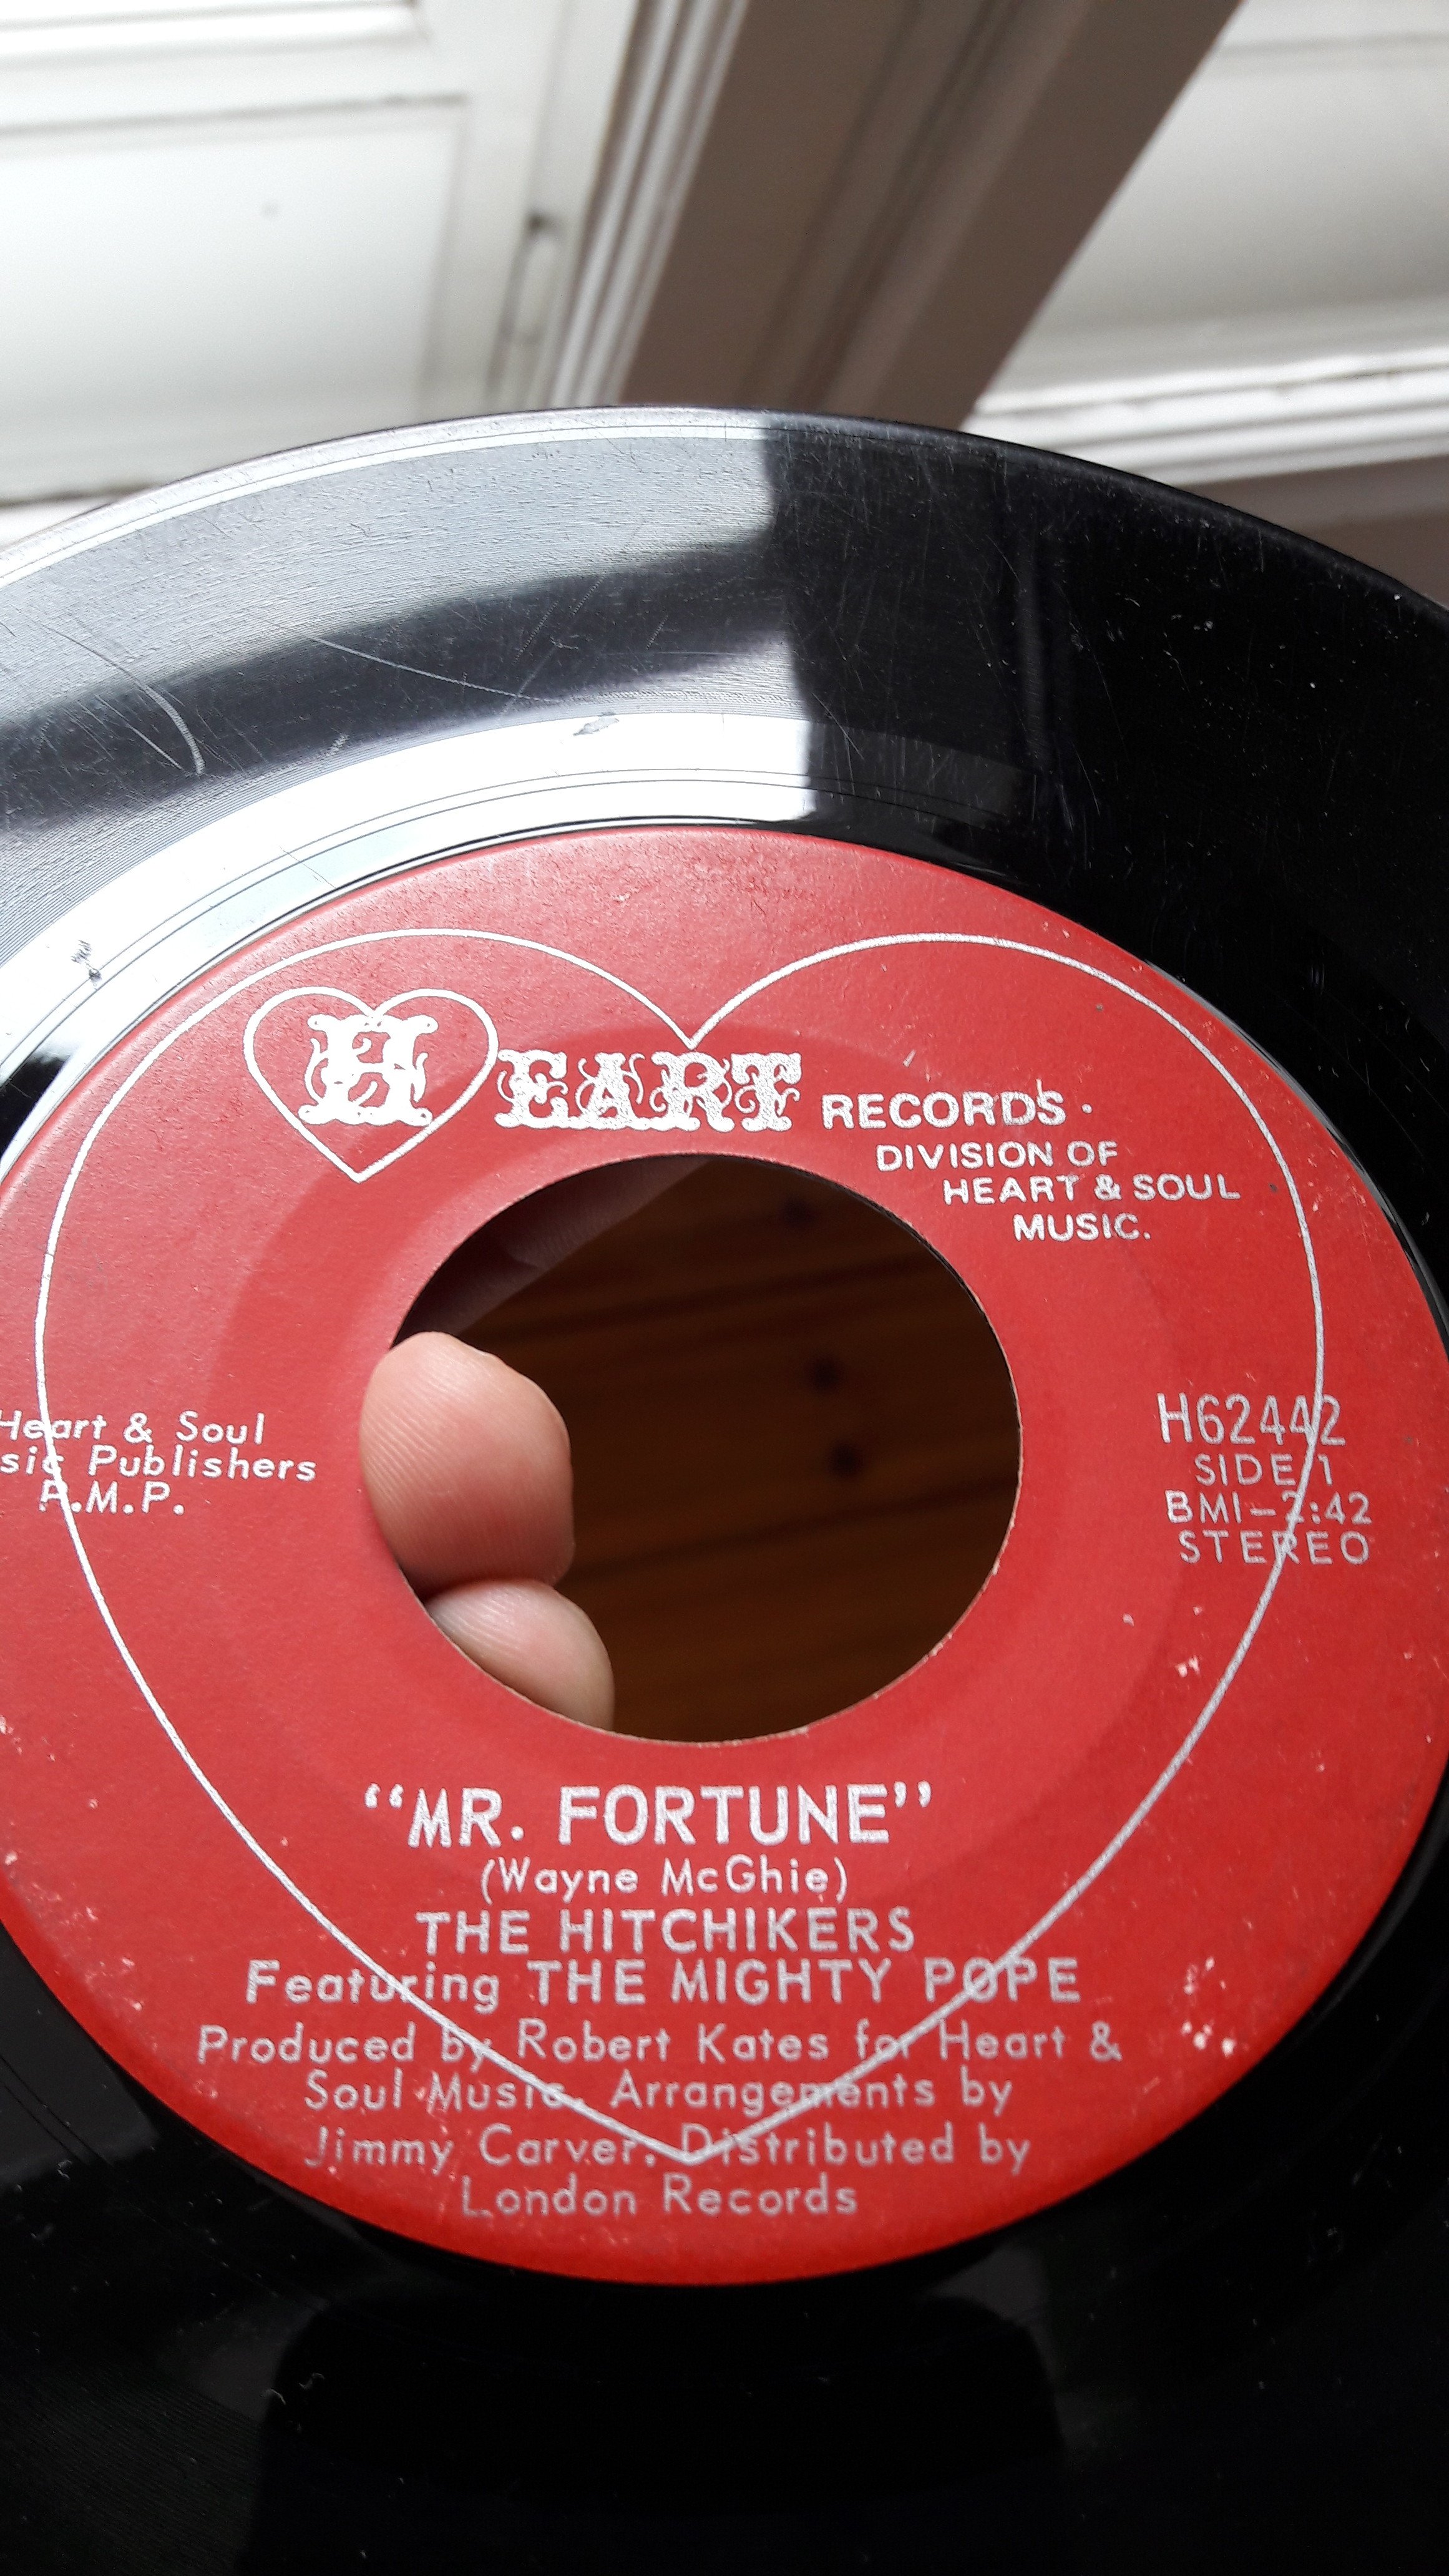 HEART RECORDS
DIVISION OF
HEART & SOUL
MUSIC.
Heart & Soul
sic Publishers
P.M.P.
H62442
SIDE 1
BMI-2:42
STEREO
"MR. FORTUNE"
(Wayne McGhie)
THE HITCHIKERS
Featuring THE MIGHTY POPE
Produced by Robert Kates for Heart &
Soul Music. Arrangements by
Jimmy Carver. Distributed by
London Records